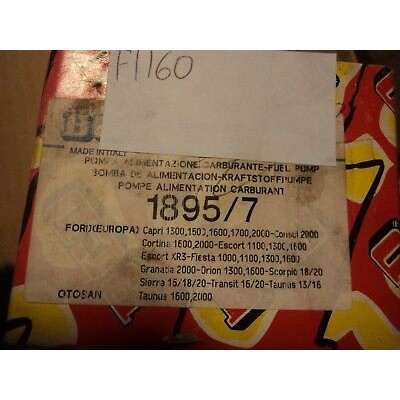 F1160
MADE IN ITALY
POMPA ALIMENTAZIONE CARBURANTE-FUEL PUMP
BOMBA DE ALIMENTACION-KRAFTSTOFFPUMPE
POMPE ALIMENTATION CARBURANT
1895/7
FORD(EUROPA) Capri 1300,1500,1600,1700,2000-Consul 2000
Cortina 1600,2000-Escort 1100,1300,1600
Escort XR3-Fiesta 1000,1100,1300,1600
Granada 2000-Orion 1300,1600-Scorpio 18/20
Sierra 16/18/20-Transit 16/20-Taunus 13/16
OTOSAN Taunus 1600,2000